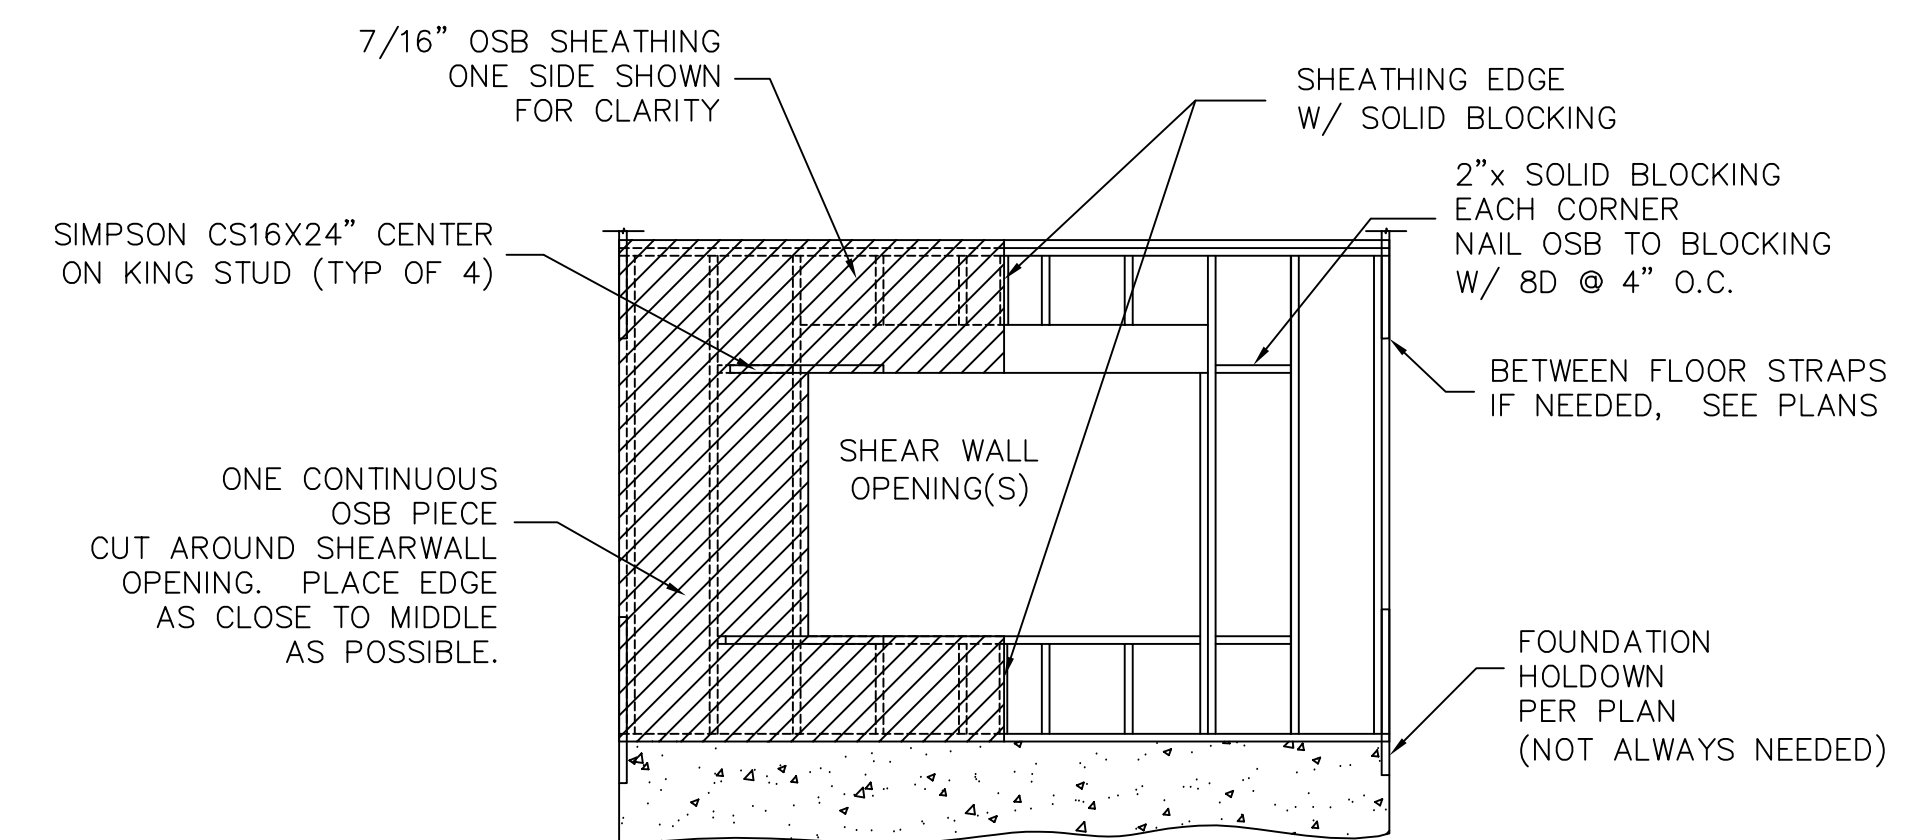 7/16” OSB SHEATHING
ONE SIDE SHOWN
FOR CLARITY
SHEATHING EDGE
W/ SOLID BLOCKING
2”x SOLID BLOCKING
EACH CORNER
NAIL OSB TO BLOCKING
W/ 8D @ 4” O.C.
SIMPSON CS16X24” CENTER
ON KING STUD (TYP OF 4)
BETWEEN FLOOR STRAPS
IF NEEDED, SEE PLANS
SHEAR WALL
OPENING(S)
ONE CONTINUOUS
OSB PIECE
CUT AROUND SHEARWALL
OPENING. PLACE EDGE
AS CLOSE TO MIDDLE
AS POSSIBLE.
FOUNDATION
HOLDOWN
PER PLAN
(NOT ALWAYS NEEDED)